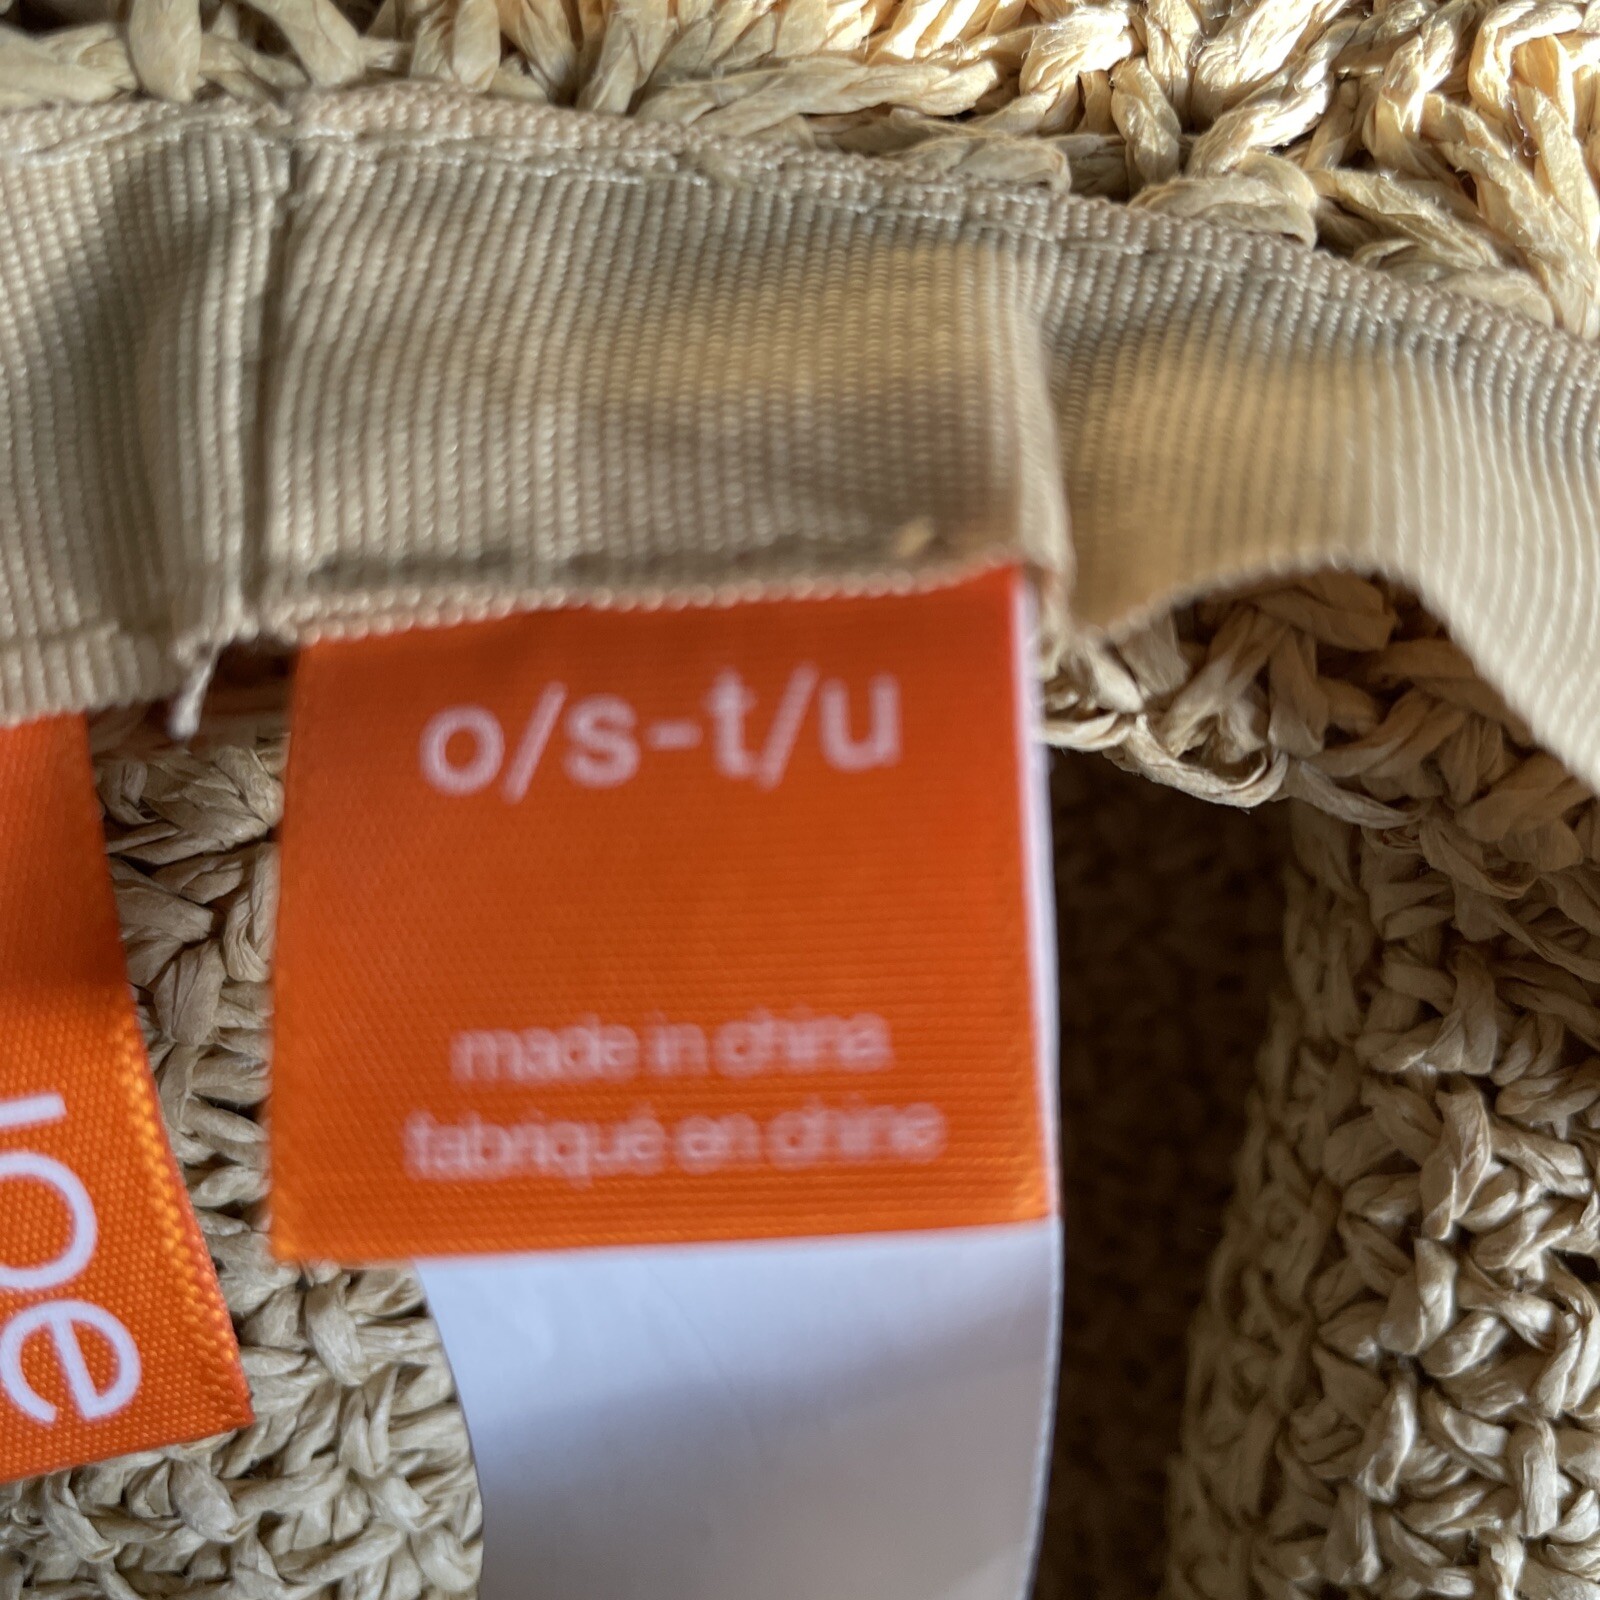 o/s-t/u
made in china
fabriqué en chine